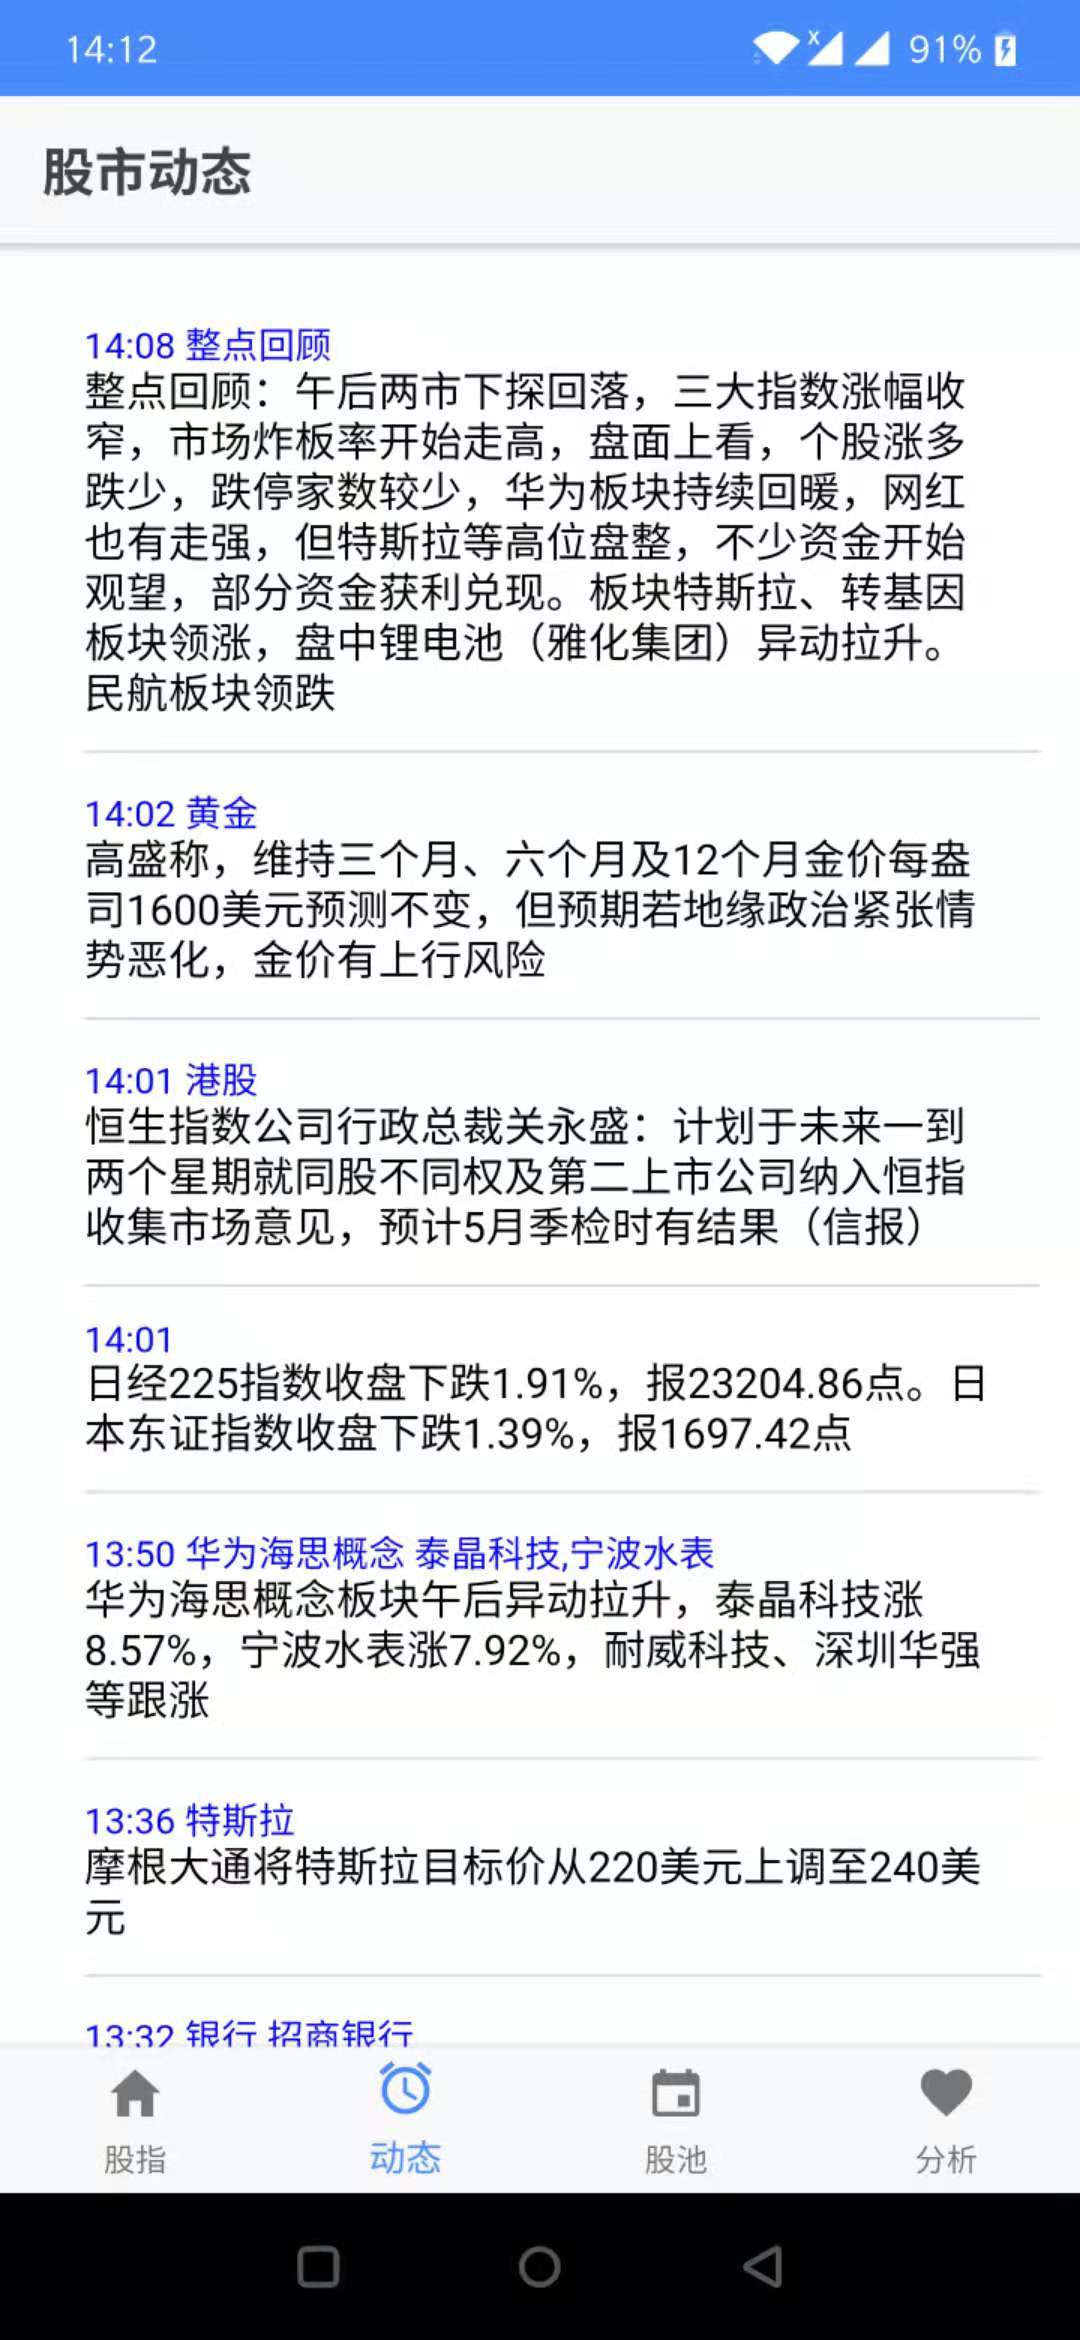 14:12
x
91%
股市动态
14:08 整点回顾
整点回顾：午后两市下探回落，三大指数涨幅收
窄，市场炸板率开始走高，盘面上看，个股涨多
跌少，跌停家数较少，华为板块持续回暖，网红
也有走强，但特斯拉等高位盘整，不少资金开始
观望，部分资金获利兑现。板块特斯拉、转基因
板块领涨，盘中锂电池（雅化集团）异动拉升。
民航板块领跌
14:02 黄金
高盛称，维持三个月、六个月及12个月金价每盎
司1600美元预测不变，但预期若地缘政治紧张情
势恶化，金价有上行风险
14:01 港股
恒生指数公司行政总裁关永盛：计划于未来一到
两个星期就同股不同权及第二上市公司纳入恒指
收集市场意见，预计5月季检时有结果（信报）
14:01
日经225指数收盘下跌1.91%，报23204.86点。日
本东证指数收盘下跌1.39%，报1697.42点
13:50 华为海思概念 泰晶科技,宁波水表
华为海思概念板块午后异动拉升，泰晶科技涨
8.57%，宁波水表涨7.92%，耐威科技、深圳华强
等跟涨
13:36 特斯拉
摩根大通将特斯拉目标价从220美元上调至240美
元
13:32 银行 招商银行
股指
动态
股池
分析